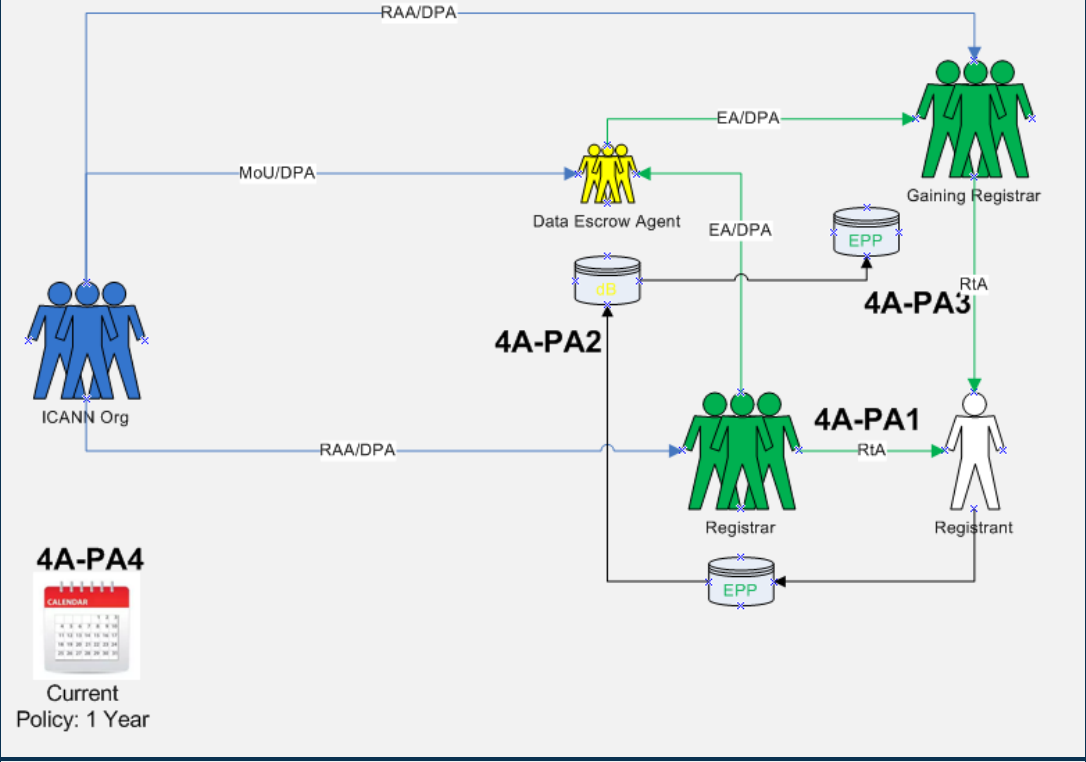 RAA/DPA
EA/DPA
MoU/DPA
Gaining Registrar
Data Escrow Agent
EA/DPA
EPP
dB
RtA
4A-PA3
4A-PA2
ICANN Org
4A-PA1
RAA/DPA
RtA
Registrar
Registrant
4A-PA4
EPP
CALENDAR
Current
Policy: 1 Year